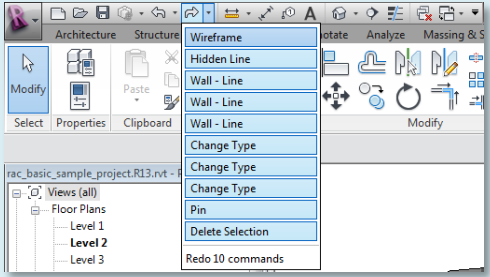 A
Architecture Structure otate Analyze Massing & S
Modify
Paste
Select Properties Clipboard Modify
Wireframe
Hidden Line
Wall - Line
Wall - Line
Wall - Line
Change Type
Change Type
Change Type
Pin
Delete Selection
Redo 10 commands
rac_basic_sample_project.R13.rvt - P
Views (all)
Floor Plans
Level 1
Level 2
Level 3